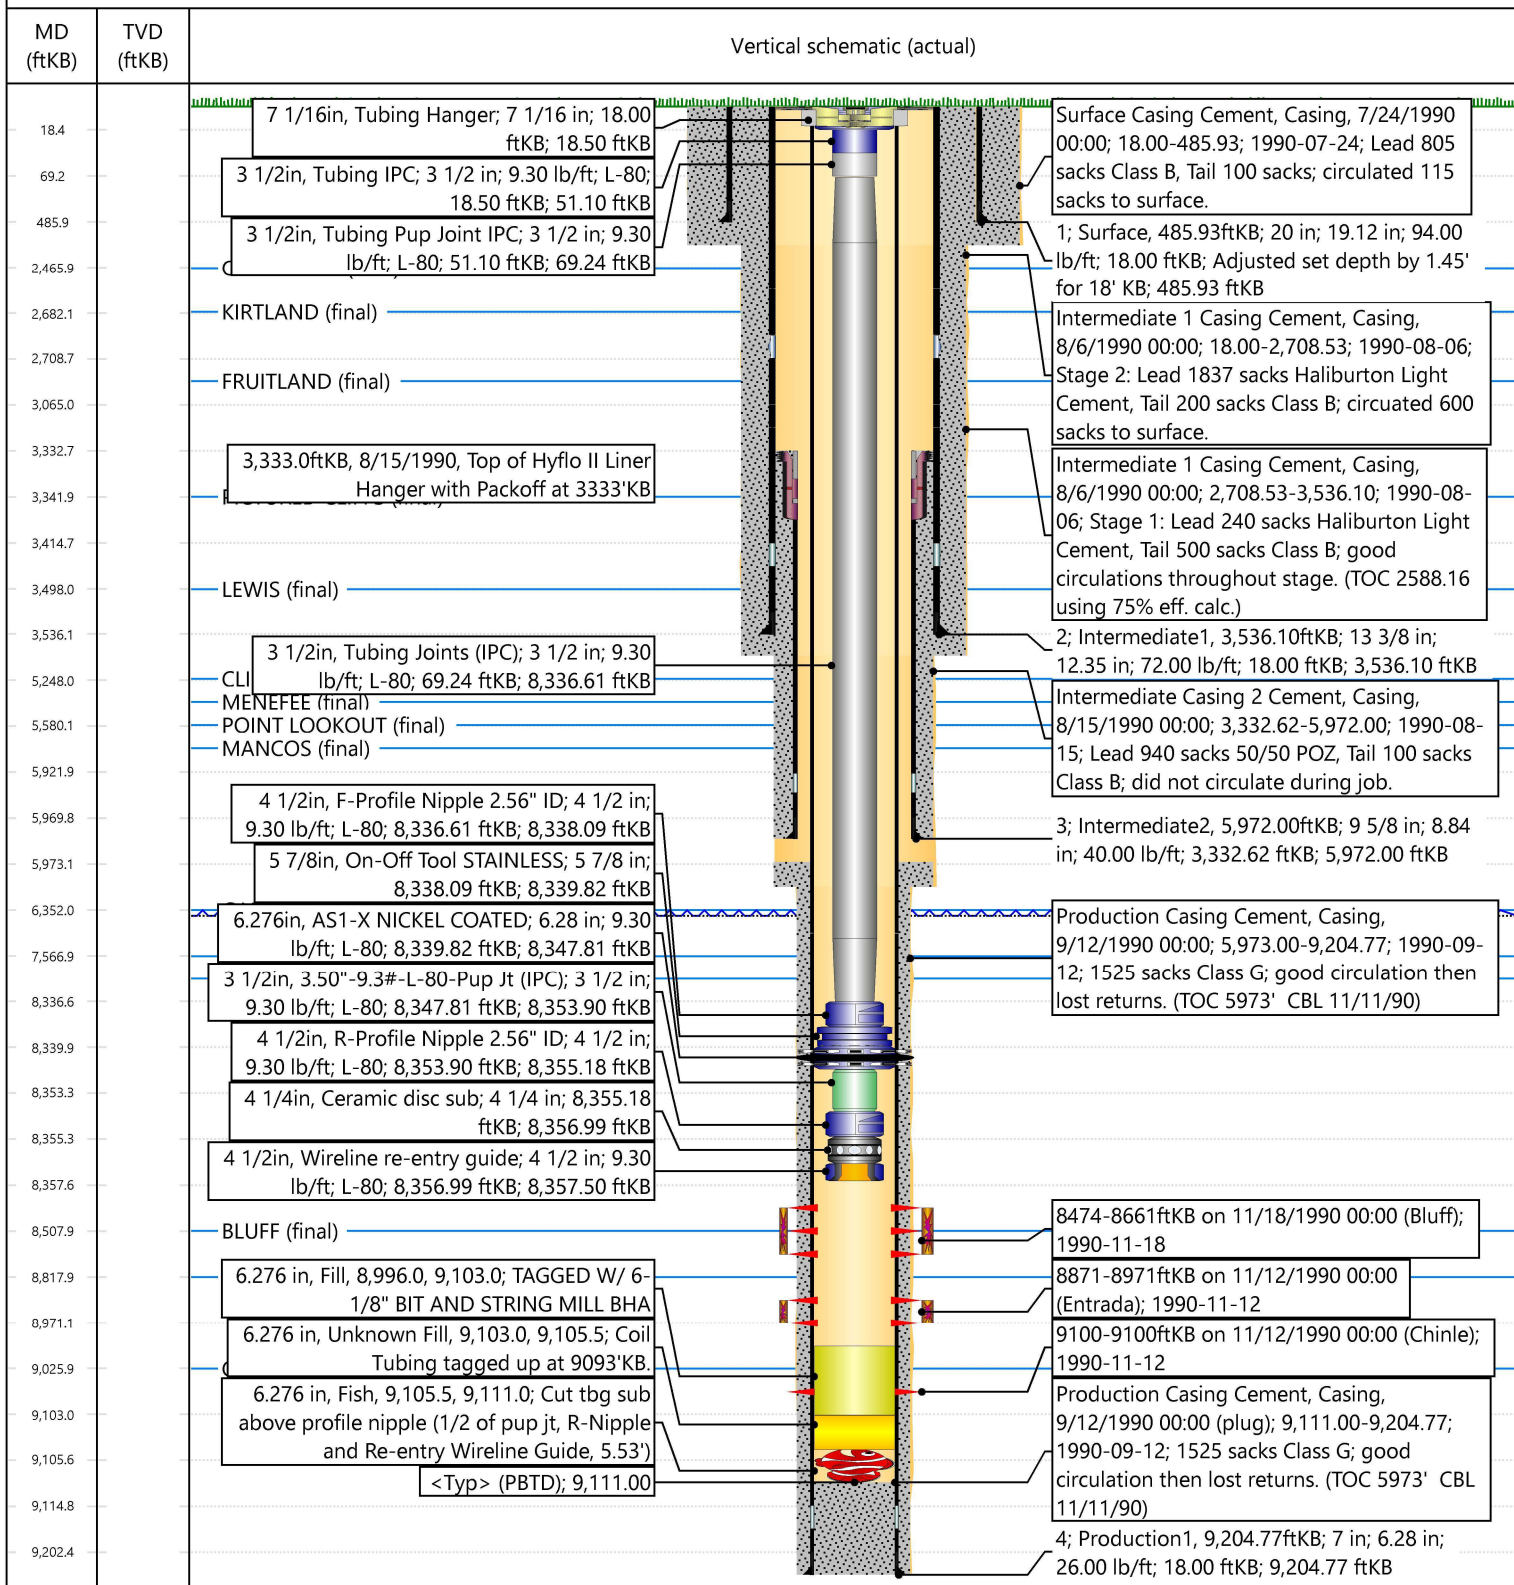 MD
(ftKB)
TVD
(ftKB)
Vertical schematic (actual)
18.4
69.2
485.9
2,465.9
2,682.1
2,708.7
3,065.0
3,332.7
3,341.9
3,414.7
3,498.0
3,536.1
5,248.0
5,580.1
5,921.9
5,969.8
5,973.1
6,352.0
7,566.9
8,336.6
8,339.9
8,353.3
8,355.3
8,357.6
8,507.9
8,817.9
8,971.1
9,025.9
9,103.0
9,105.6
9,114.8
9,202.4
7 1/16in, Tubing Hanger; 7 1/16 in; 18.00
ftKB; 18.50 ftKB
3 1/2in, Tubing IPC; 3 1/2 in; 9.30 lb/ft; L-80;
18.50 ftKB; 51.10 ftKB
3 1/2in, Tubing Pup Joint IPC; 3 1/2 in; 9.30
lb/ft; L-80; 51.10 ftKB; 69.24 ftKB
KIRTLAND (final)
FRUITLAND (final)
3,333.0ftKB, 8/15/1990, Top of Hyflo II Liner
Hanger with Packoff at 3333'KB
LEWIS (final)
3 1/2in, Tubing Joints (IPC); 3 1/2 in; 9.30
lb/ft; L-80; 69.24 ftKB; 8,336.61 ftKB
CLI
MENEFEE (final)
POINT LOOKOUT (final)
MANCOS (final)
4 1/2in, F-Profile Nipple 2.56" ID; 4 1/2 in;
9.30 lb/ft; L-80; 8,336.61 ftKB; 8,338.09 ftKB
5 7/8in, On-Off Tool STAINLESS; 5 7/8 in;
8,338.09 ftKB; 8,339.82 ftKB
6.276in, AS1-X NICKEL COATED; 6.28 in; 9.30
lb/ft; L-80; 8,339.82 ftKB; 8,347.81 ftKB
3 1/2in, 3.50"-9.3#-L-80-Pup Jt (IPC); 3 1/2 in;
9.30 lb/ft; L-80; 8,347.81 ftKB; 8,353.90 ftKB
4 1/2in, R-Profile Nipple 2.56" ID; 4 1/2 in;
9.30 lb/ft; L-80; 8,353.90 ftKB; 8,355.18 ftKB
4 1/4in, Ceramic disc sub; 4 1/4 in; 8,355.18
ftKB; 8,356.99 ftKB
4 1/2in, Wireline re-entry guide; 4 1/2 in; 9.30
lb/ft; L-80; 8,356.99 ftKB; 8,357.50 ftKB
BLUFF (final)
6.276 in, Fill, 8,996.0, 9,103.0; TAGGED W/ 6-
1/8" BIT AND STRING MILL BHA
6.276 in, Unknown Fill, 9,103.0, 9,105.5; Coil
Tubing tagged up at 9093'KB.
6.276 in, Fish, 9,105.5, 9,111.0; Cut tbg sub
above profile nipple (1/2 of pup jt, R-Nipple
and Re-entry Wireline Guide, 5.53')
<Typ> (PBTD); 9,111.00
Surface Casing Cement, Casing, 7/24/1990
00:00; 18.00-485.93; 1990-07-24; Lead 805
sacks Class B, Tail 100 sacks; circulated 115
sacks to surface.
1; Surface, 485.93ftKB; 20 in; 19.12 in; 94.00
lb/ft; 18.00 ftKB; Adjusted set depth by 1.45'
for 18' KB; 485.93 ftKB
Intermediate 1 Casing Cement, Casing,
8/6/1990 00:00; 18.00-2,708.53; 1990-08-06;
Stage 2: Lead 1837 sacks Haliburton Light
Cement, Tail 200 sacks Class B; circuated 600
sacks to surface.
Intermediate 1 Casing Cement, Casing,
8/6/1990 00:00; 2,708.53-3,536.10; 1990-08-
06; Stage 1: Lead 240 sacks Haliburton Light
Cement, Tail 500 sacks Class B; good
circulations throughout stage. (TOC 2588.16
using 75% eff. calc.)
2; Intermediate1, 3,536.10ftKB; 13 3/8 in;
12.35 in; 72.00 lb/ft; 18.00 ftKB; 3,536.10 ftKB
Intermediate Casing 2 Cement, Casing,
8/15/1990 00:00; 3,332.62-5,972.00; 1990-08-
15; Lead 940 sacks 50/50 POZ, Tail 100 sacks
Class B; did not circulate during job.
3; Intermediate2, 5,972.00ftKB; 9 5/8 in; 8.84
in; 40.00 lb/ft; 3,332.62 ftKB; 5,972.00 ftKB
Production Casing Cement, Casing,
9/12/1990 00:00; 5,973.00-9,204.77; 1990-09-
12; 1525 sacks Class G; good circulation then
lost returns. (TOC 5973' CBL 11/11/90)
8474-8661ftKB on 11/18/1990 00:00 (Bluff);
1990-11-18
8871-8971ftKB on 11/12/1990 00:00
(Entrada); 1990-11-12
9100-9100ftKB on 11/12/1990 00:00 (Chinle);
1990-11-12
Production Casing Cement, Casing,
9/12/1990 00:00 (plug); 9,111.00-9,204.77;
1990-09-12; 1525 sacks Class G; good
circulation then lost returns. (TOC 5973' CBL
11/11/90)
4; Production1, 9,204.77ftKB; 7 in; 6.28 in;
26.00 lb/ft; 18.00 ftKB; 9,204.77 ftKB